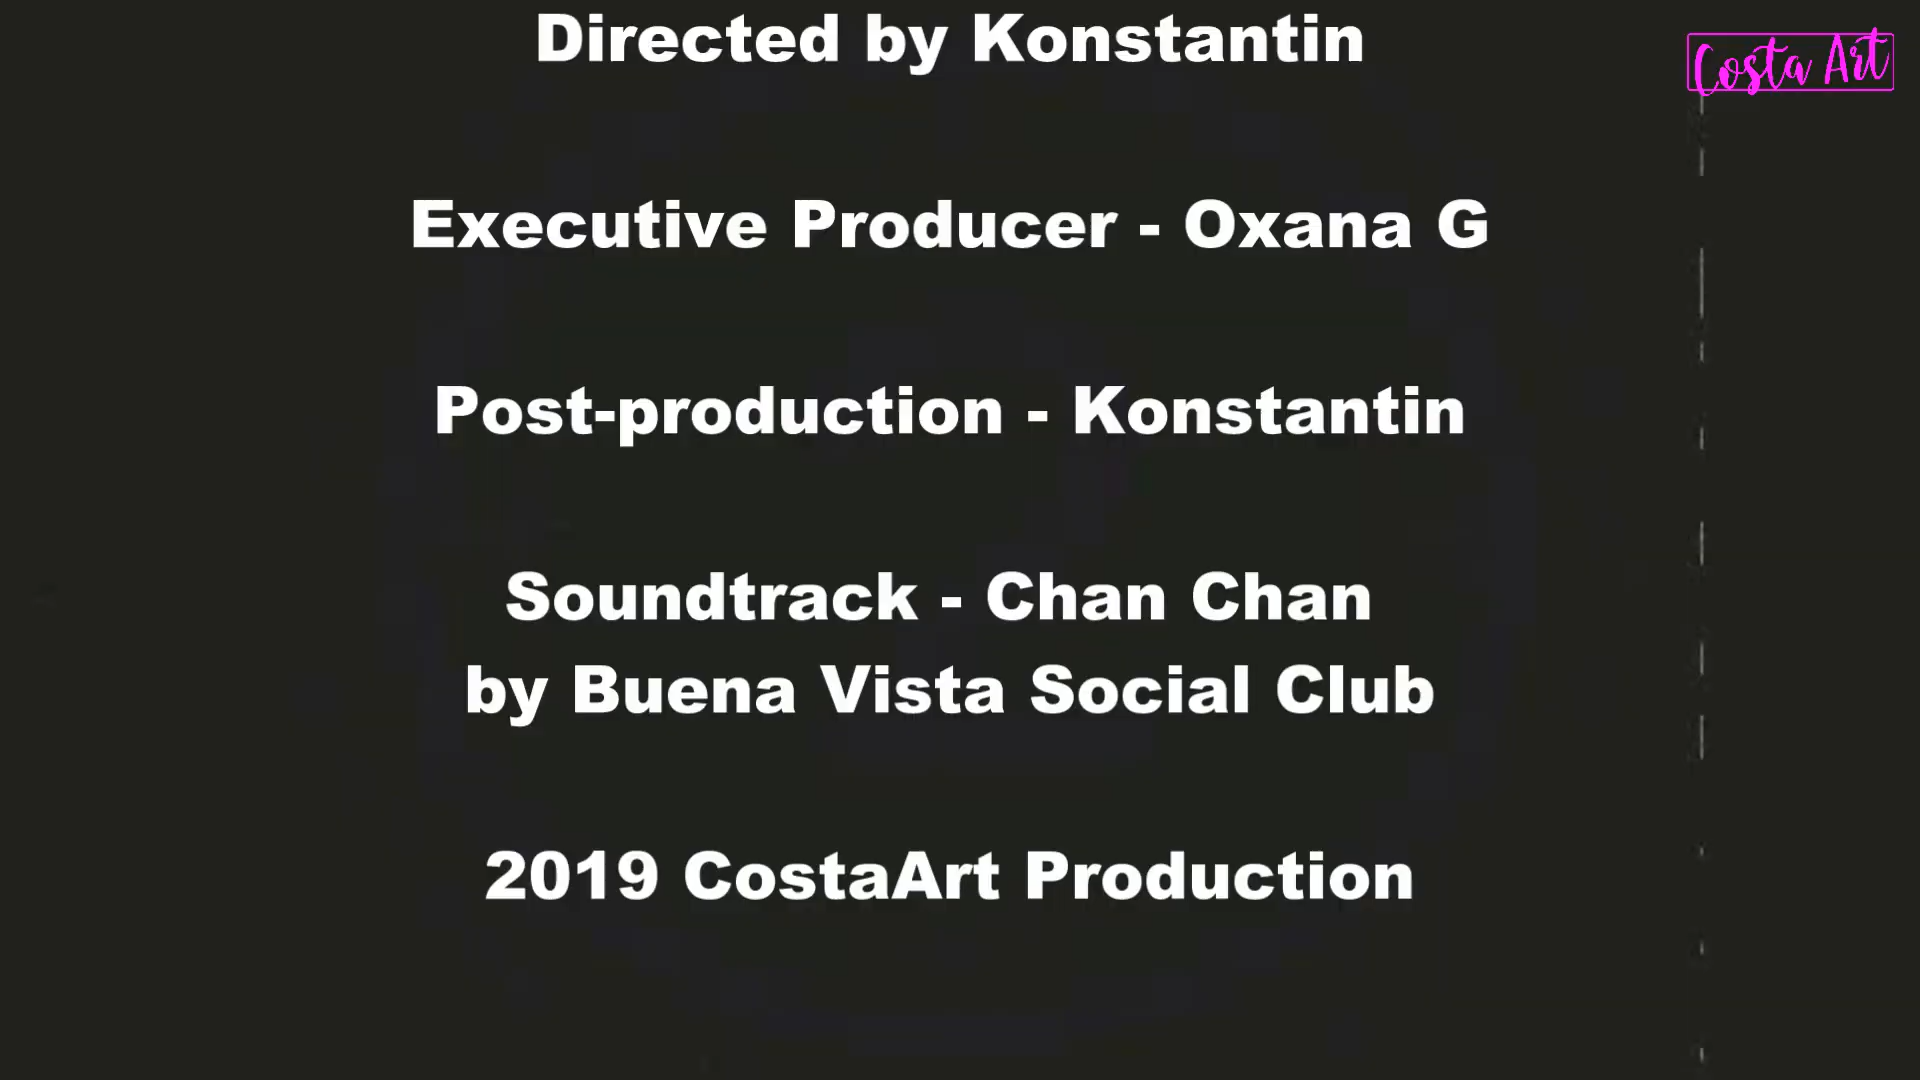 Directed by Konstantin
Costa Art
Executive Producer - Oxana G
Post-production - Konstantin
Soundtrack - Chan Chan
by Buena Vista Social Club
2019 CostaArt Production